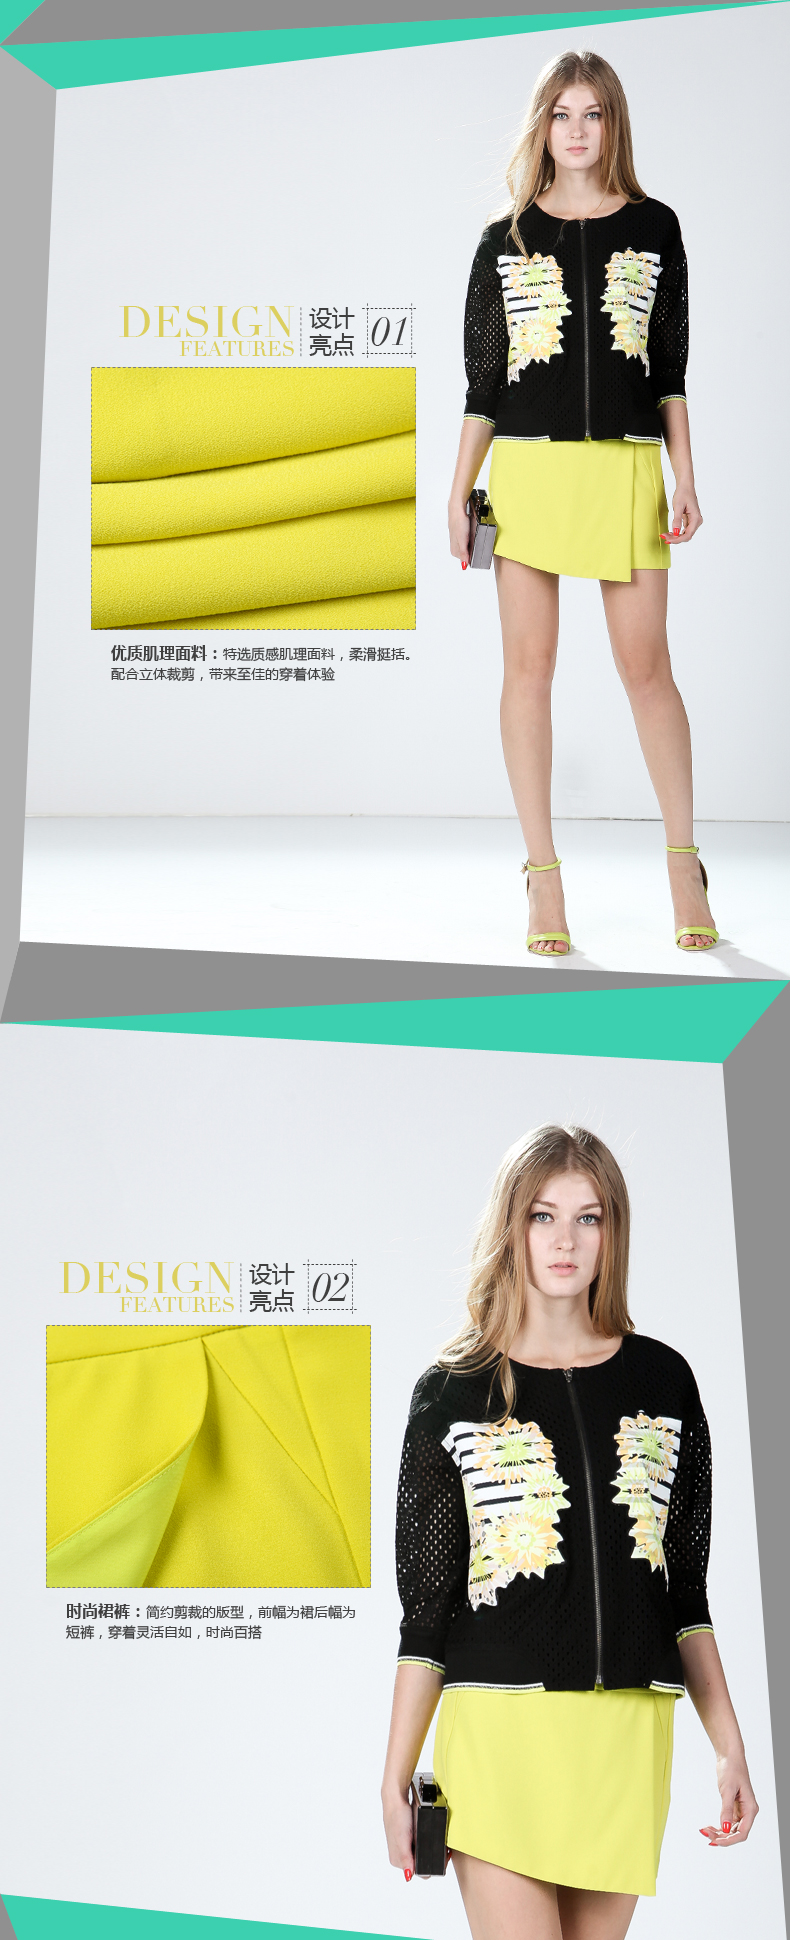 DESIGN
FEATURES
设计
亮点
01
优质肌理面料：特选质感肌理面料，柔滑挺括。
配合立体裁剪，带来至佳的穿着体验
DESIGN
FEATURES
设计
亮点
02
时尚裙裤：简约剪裁的版型，前幅为裙后幅为
短裤，穿着灵活自如，时尚百搭